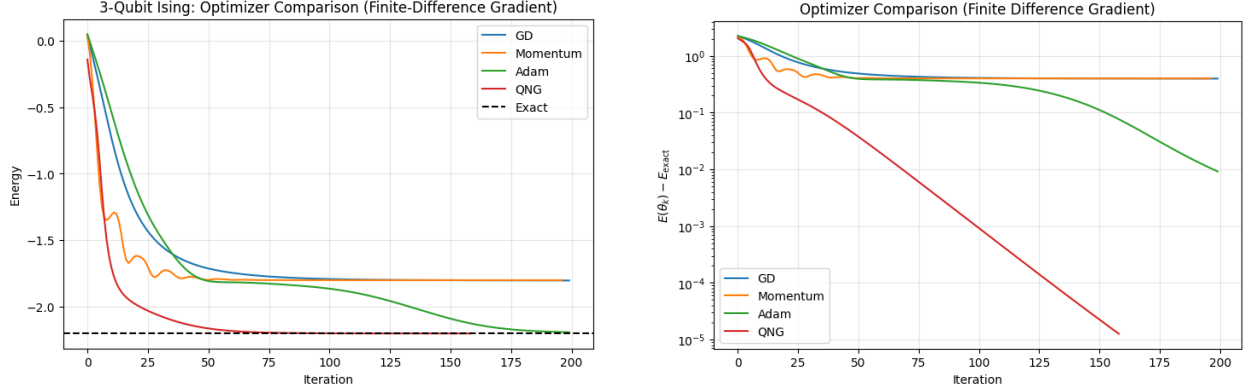 3-Qubit Ising: Optimizer Comparison (Finite-Difference Gradient)
0.0
−0.5
−1.0
−1.5
−2.0
Energy
GD
Momentum
Adam
QNG
Exact
0 25 50 75 100 125 150 175 200
Iteration
Optimizer Comparison (Finite Difference Gradient)
10⁰
10⁻¹
10⁻²
10⁻³
10⁻⁴
10⁻⁵
E(θₖ) − E_exact
GD
Momentum
Adam
QNG
0 25 50 75 100 125 150 175 200
Iteration